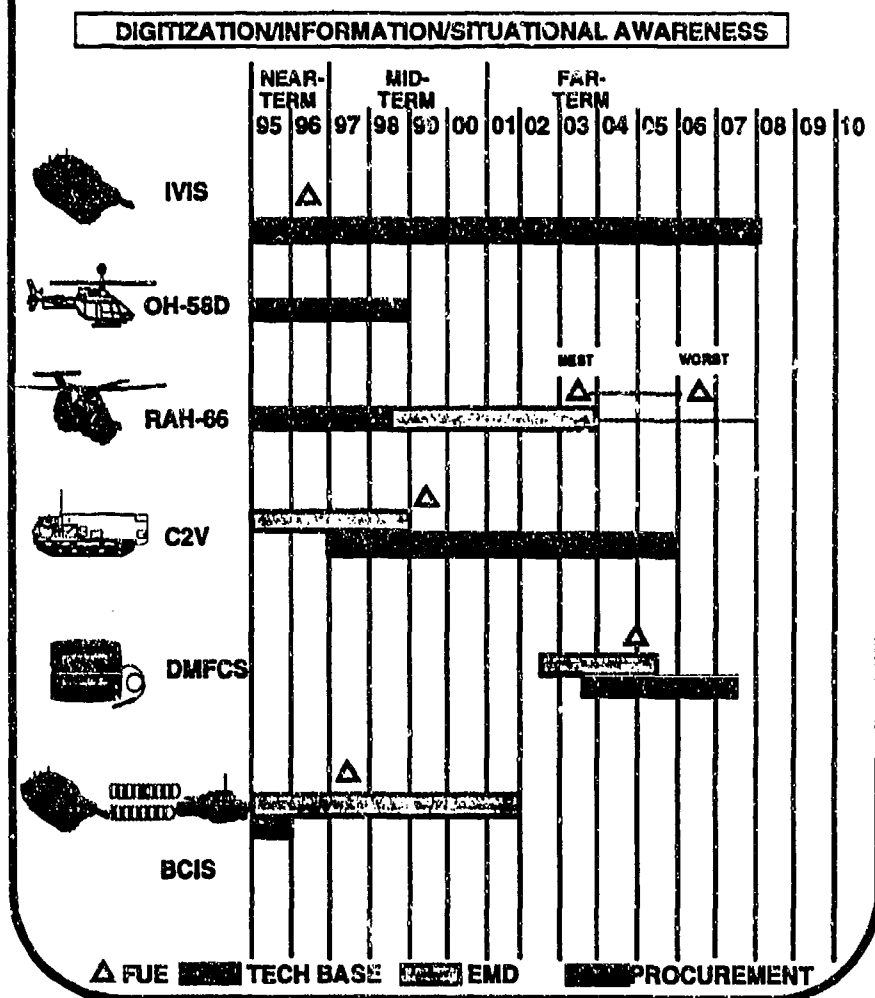 DIGITIZATION/INFORMATION/SITUATIONAL AWARENESS
NEAR-TERM MID-TERM FAR-TERM
95 96 97 98 99 00 01 02 03 04 05 06 07 08 09 10
IVIS
OH-58D
BEST WORST
RAH-66
C2V
DMFCS
BCIS
FUE TECH BASE EMD PROCUREMENT